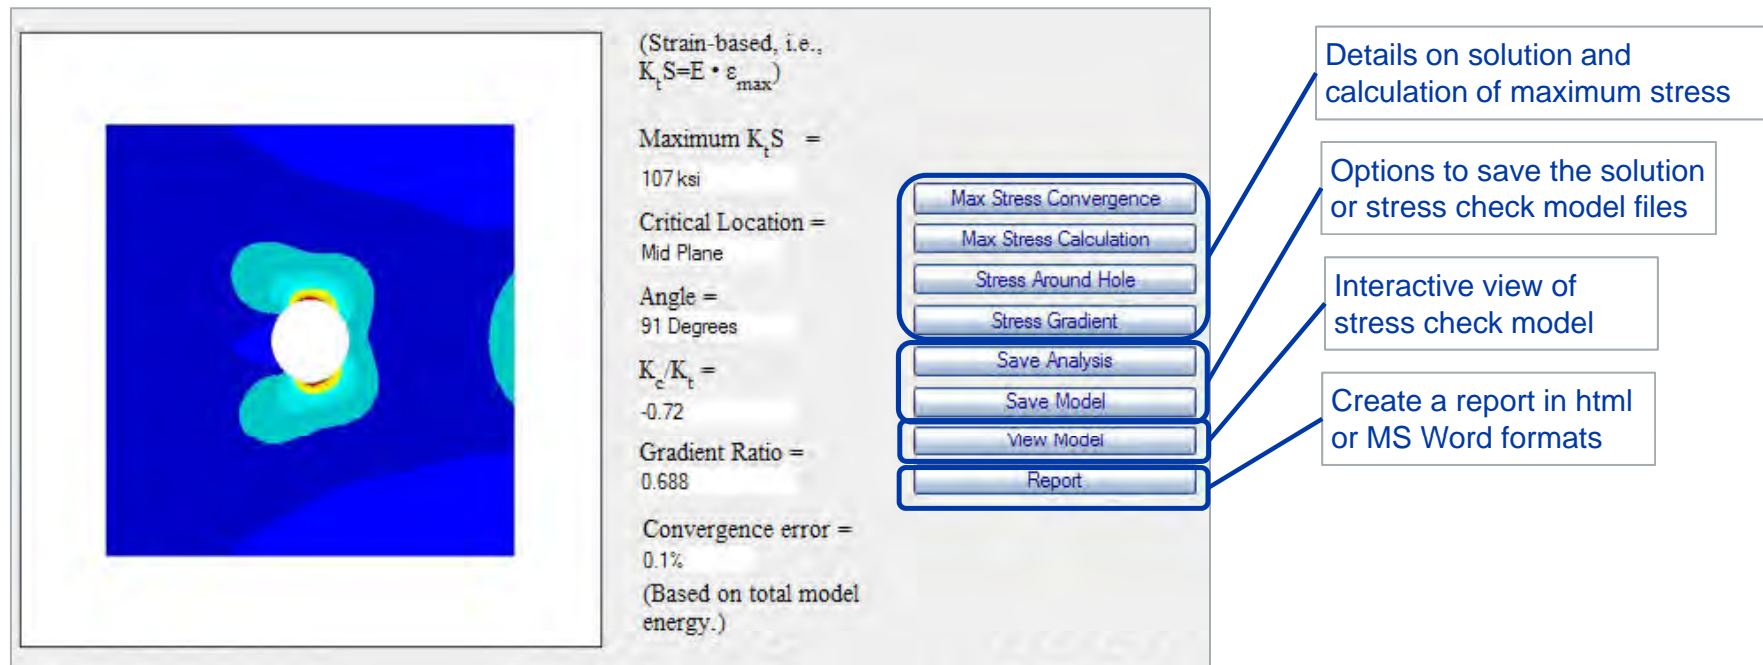 (Strain-based, i.e.,
KtS=E • εmax)
Maximum KtS =
107 ksi
Critical Location =
Mid Plane
Angle =
91 Degrees
Kc/Kt =
-0.72
Gradient Ratio =
0.688
Convergence error =
0.1%
(Based on total model
energy.)
Max Stress Convergence
Max Stress Calculation
Stress Around Hole
Stress Gradient
Save Analysis
Save Model
View Model
Report
Details on solution and
calculation of maximum stress
Options to save the solution
or stress check model files
Interactive view of
stress check model
Create a report in html
or MS Word formats